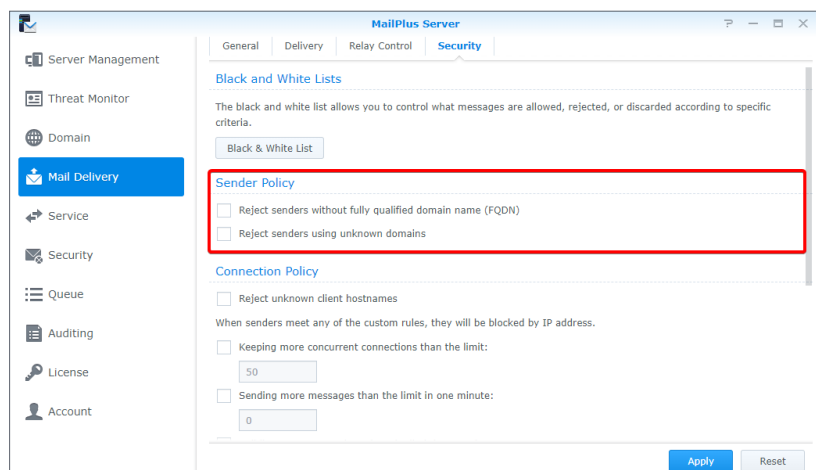 MailPlus Server
Server Management
Threat Monitor
Domain
Mail Delivery
Service
Security
Queue
Auditing
License
Account
General Delivery Relay Control Security
Black and White Lists
The black and white list allows you to control what messages are allowed, rejected, or discarded according to specific
criteria.
Black & White List
Sender Policy
Reject senders without fully qualified domain name (FQDN)
Reject senders using unknown domains
Connection Policy
Reject unknown client hostnames
When senders meet any of the custom rules, they will be blocked by IP address.
Keeping more concurrent connections than the limit:
50
Sending more messages than the limit in one minute:
0
Apply Reset